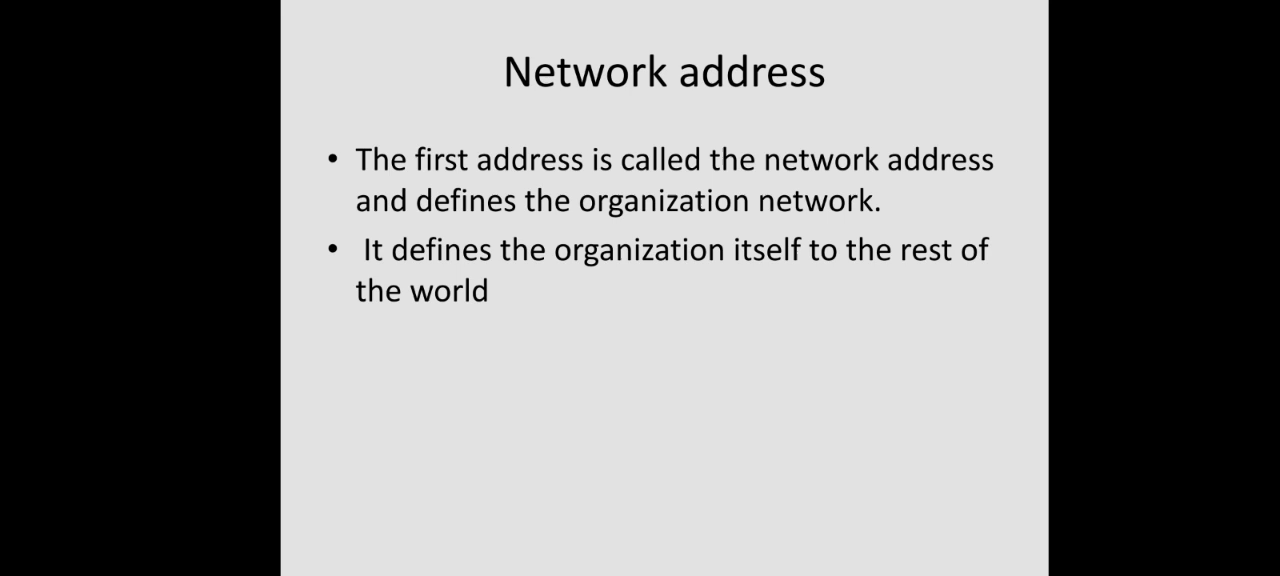 Network address
• The first address is called the network address
and defines the organization network.
• It defines the organization itself to the rest of
the world